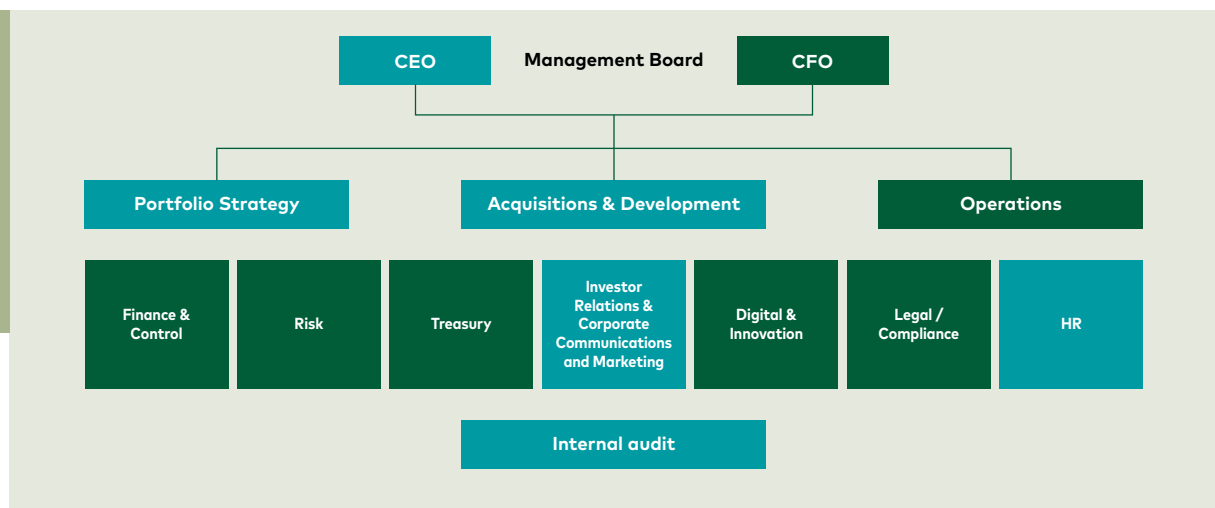 CEO
Management Board
CFO
Portfolio Strategy
Acquisitions & Development
Operations
Finance &
Control
Risk
Treasury
Investor
Relations &
Corporate
Communications
and Marketing
Digital &
Innovation
Legal /
Compliance
HR
Internal audit